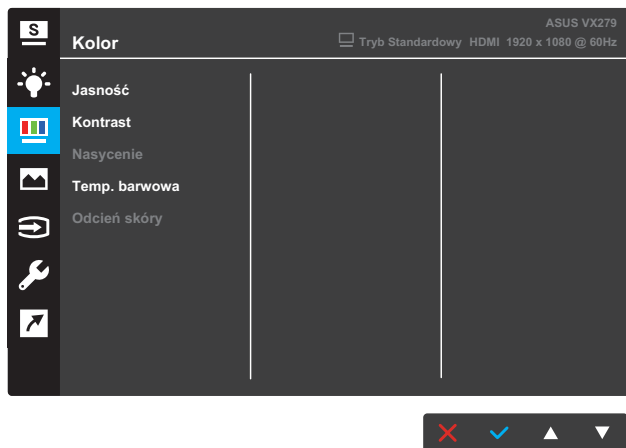 S
ASUS VX279
Kolor
Tryb Standardowy HDMI 1920 x 1080 @ 60Hz
Jasność
Kontrast
Nasycenie
Temp. barwowa
Odcień skóry